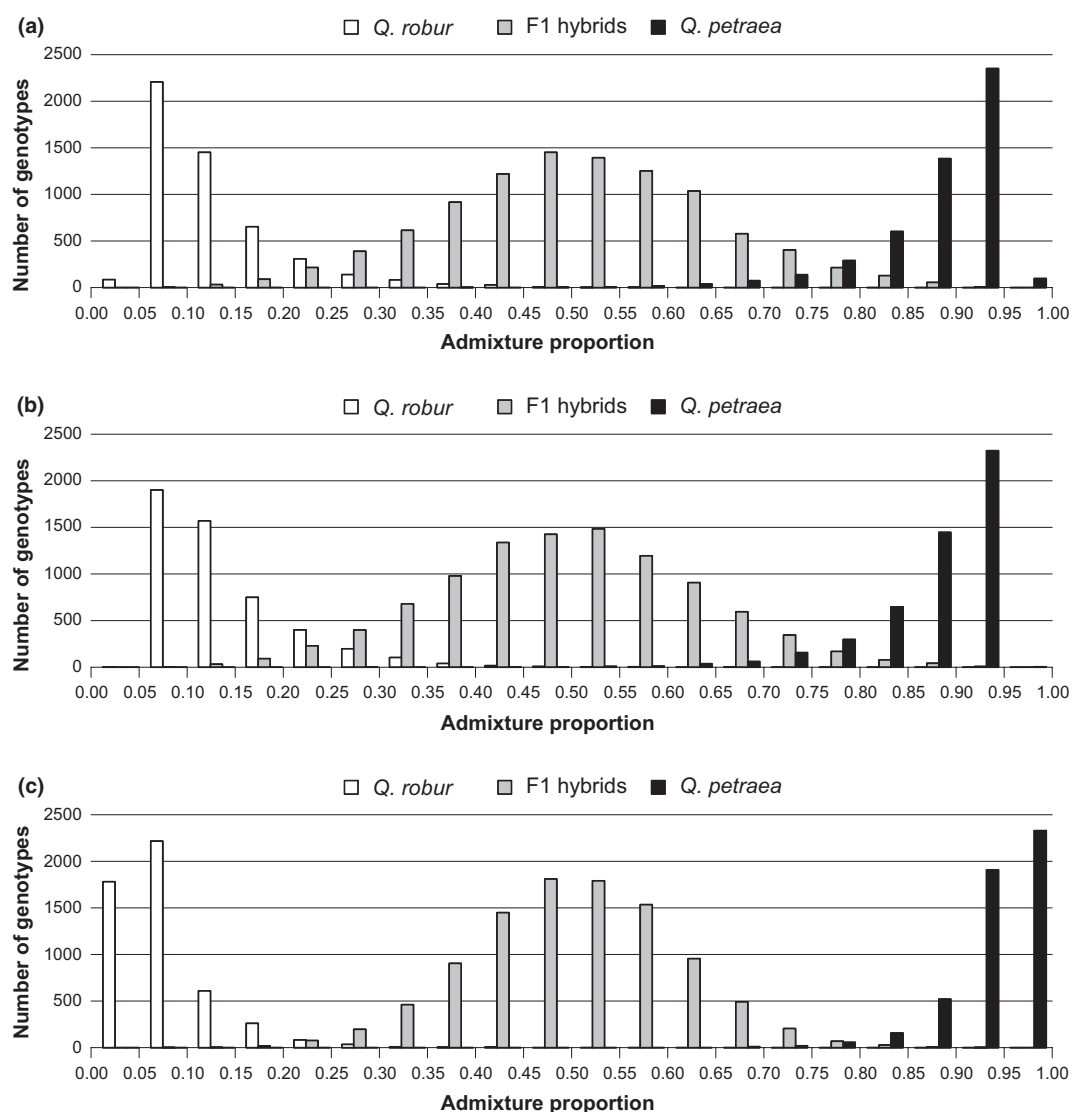 (a)
Q. robur F1 hybrids Q. petraea
Number of genotypes
2500
2000
1500
1000
500
0
0.00 0.05 0.10 0.15 0.20 0.25 0.30 0.35 0.40 0.45 0.50 0.55 0.60 0.65 0.70 0.75 0.80 0.85 0.90 0.95 1.00
Admixture proportion
(b)
Q. robur F1 hybrids Q. petraea
Number of genotypes
2500
2000
1500
1000
500
0
0.00 0.05 0.10 0.15 0.20 0.25 0.30 0.35 0.40 0.45 0.50 0.55 0.60 0.65 0.70 0.75 0.80 0.85 0.90 0.95 1.00
Admixture proportion
(c)
Q. robur F1 hybrids Q. petraea
Number of genotypes
2500
2000
1500
1000
500
0
0.00 0.05 0.10 0.15 0.20 0.25 0.30 0.35 0.40 0.45 0.50 0.55 0.60 0.65 0.70 0.75 0.80 0.85 0.90 0.95 1.00
Admixture proportion